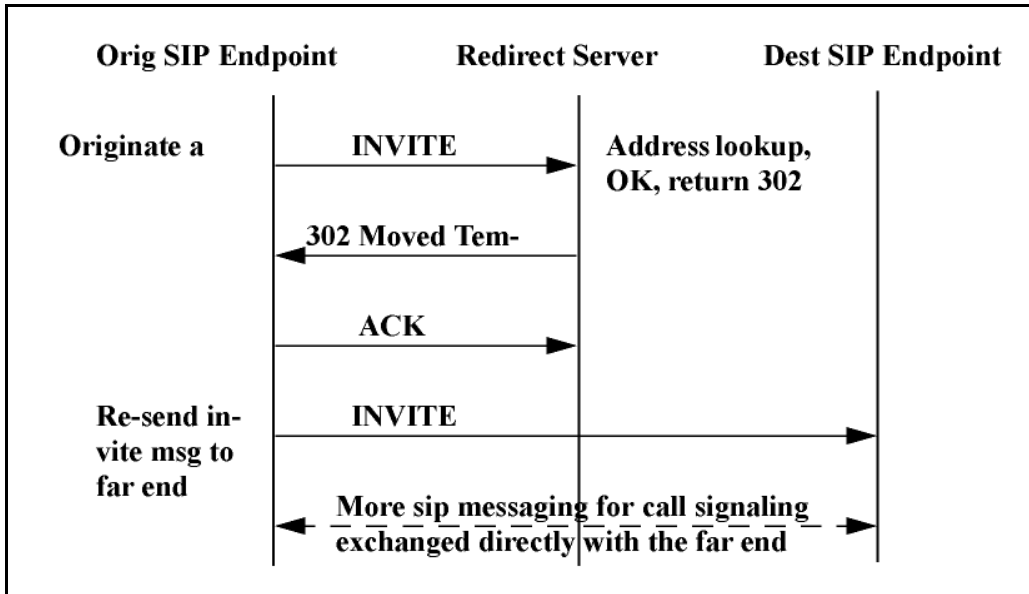 Orig SIP Endpoint Redirect Server Dest SIP Endpoint
Originate a
INVITE
Address lookup,
OK, return 302
302 Moved Tem-
ACK
Re-send in-
vite msg to
far end
INVITE
More sip messaging for call signaling
exchanged directly with the far end